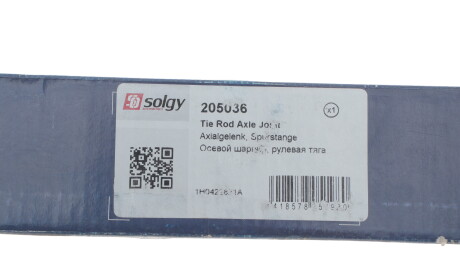 solgy
205036
x1
Tie Rod Axle Joint
Axialgelenk, Spurstange
Осевой шарнир, рулевая тяга